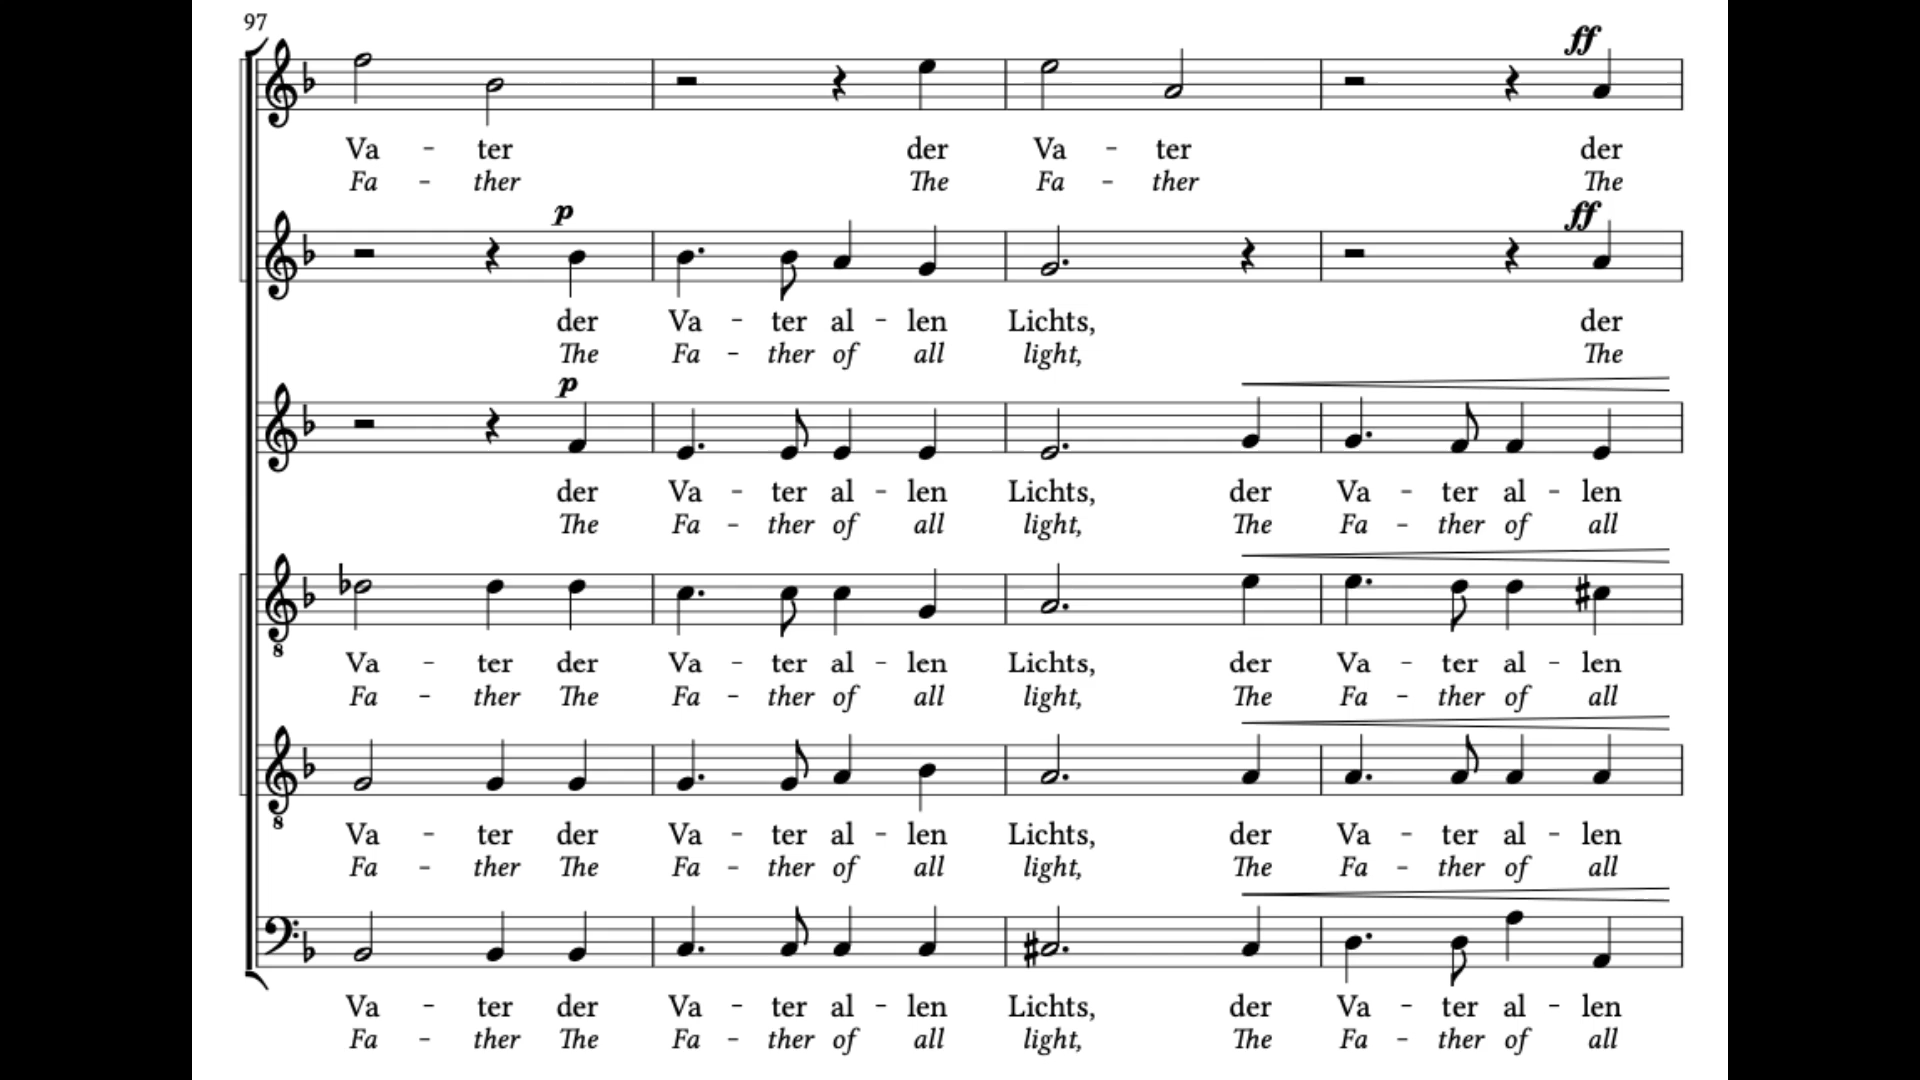 97
ff
Va - ter der Va - ter der
Fa - ther The Fa - ther The
p ff
der Va - ter al - len Lichts, der
The Fa - ther of all light, The
p
der Va - ter al - len Lichts, der Va - ter al - len
The Fa - ther of all light, The Fa - ther of all
8
Va - ter der Va - ter al - len Lichts, der Va - ter al - len
Fa - ther The Fa - ther of all light, The Fa - ther of all
8
Va - ter der Va - ter al - len Lichts, der Va - ter al - len
Fa - ther The Fa - ther of all light, The Fa - ther of all
Va - ter der Va - ter al - len Lichts, der Va - ter al - len
Fa - ther The Fa - ther of all light, The Fa - ther of all